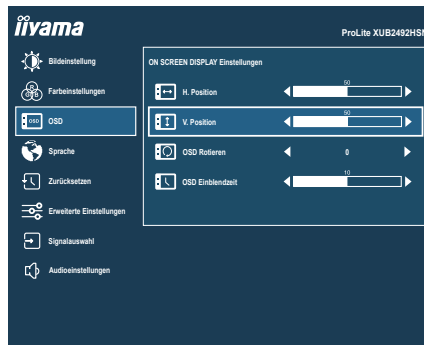 iiyama
ProLite XUB2492HSN
Bildeinstellung
Farbeinstellungen
R
G B
OSD
OSD
Sprache
Zurücksetzen
Erweiterte Einstellungen
Signalauswahl
Audioeinstellungen
ON SCREEN DISPLAY Einstellungen
H. Position
50
V. Position
50
OSD Rotieren
0
OSD Einblendzeit
10